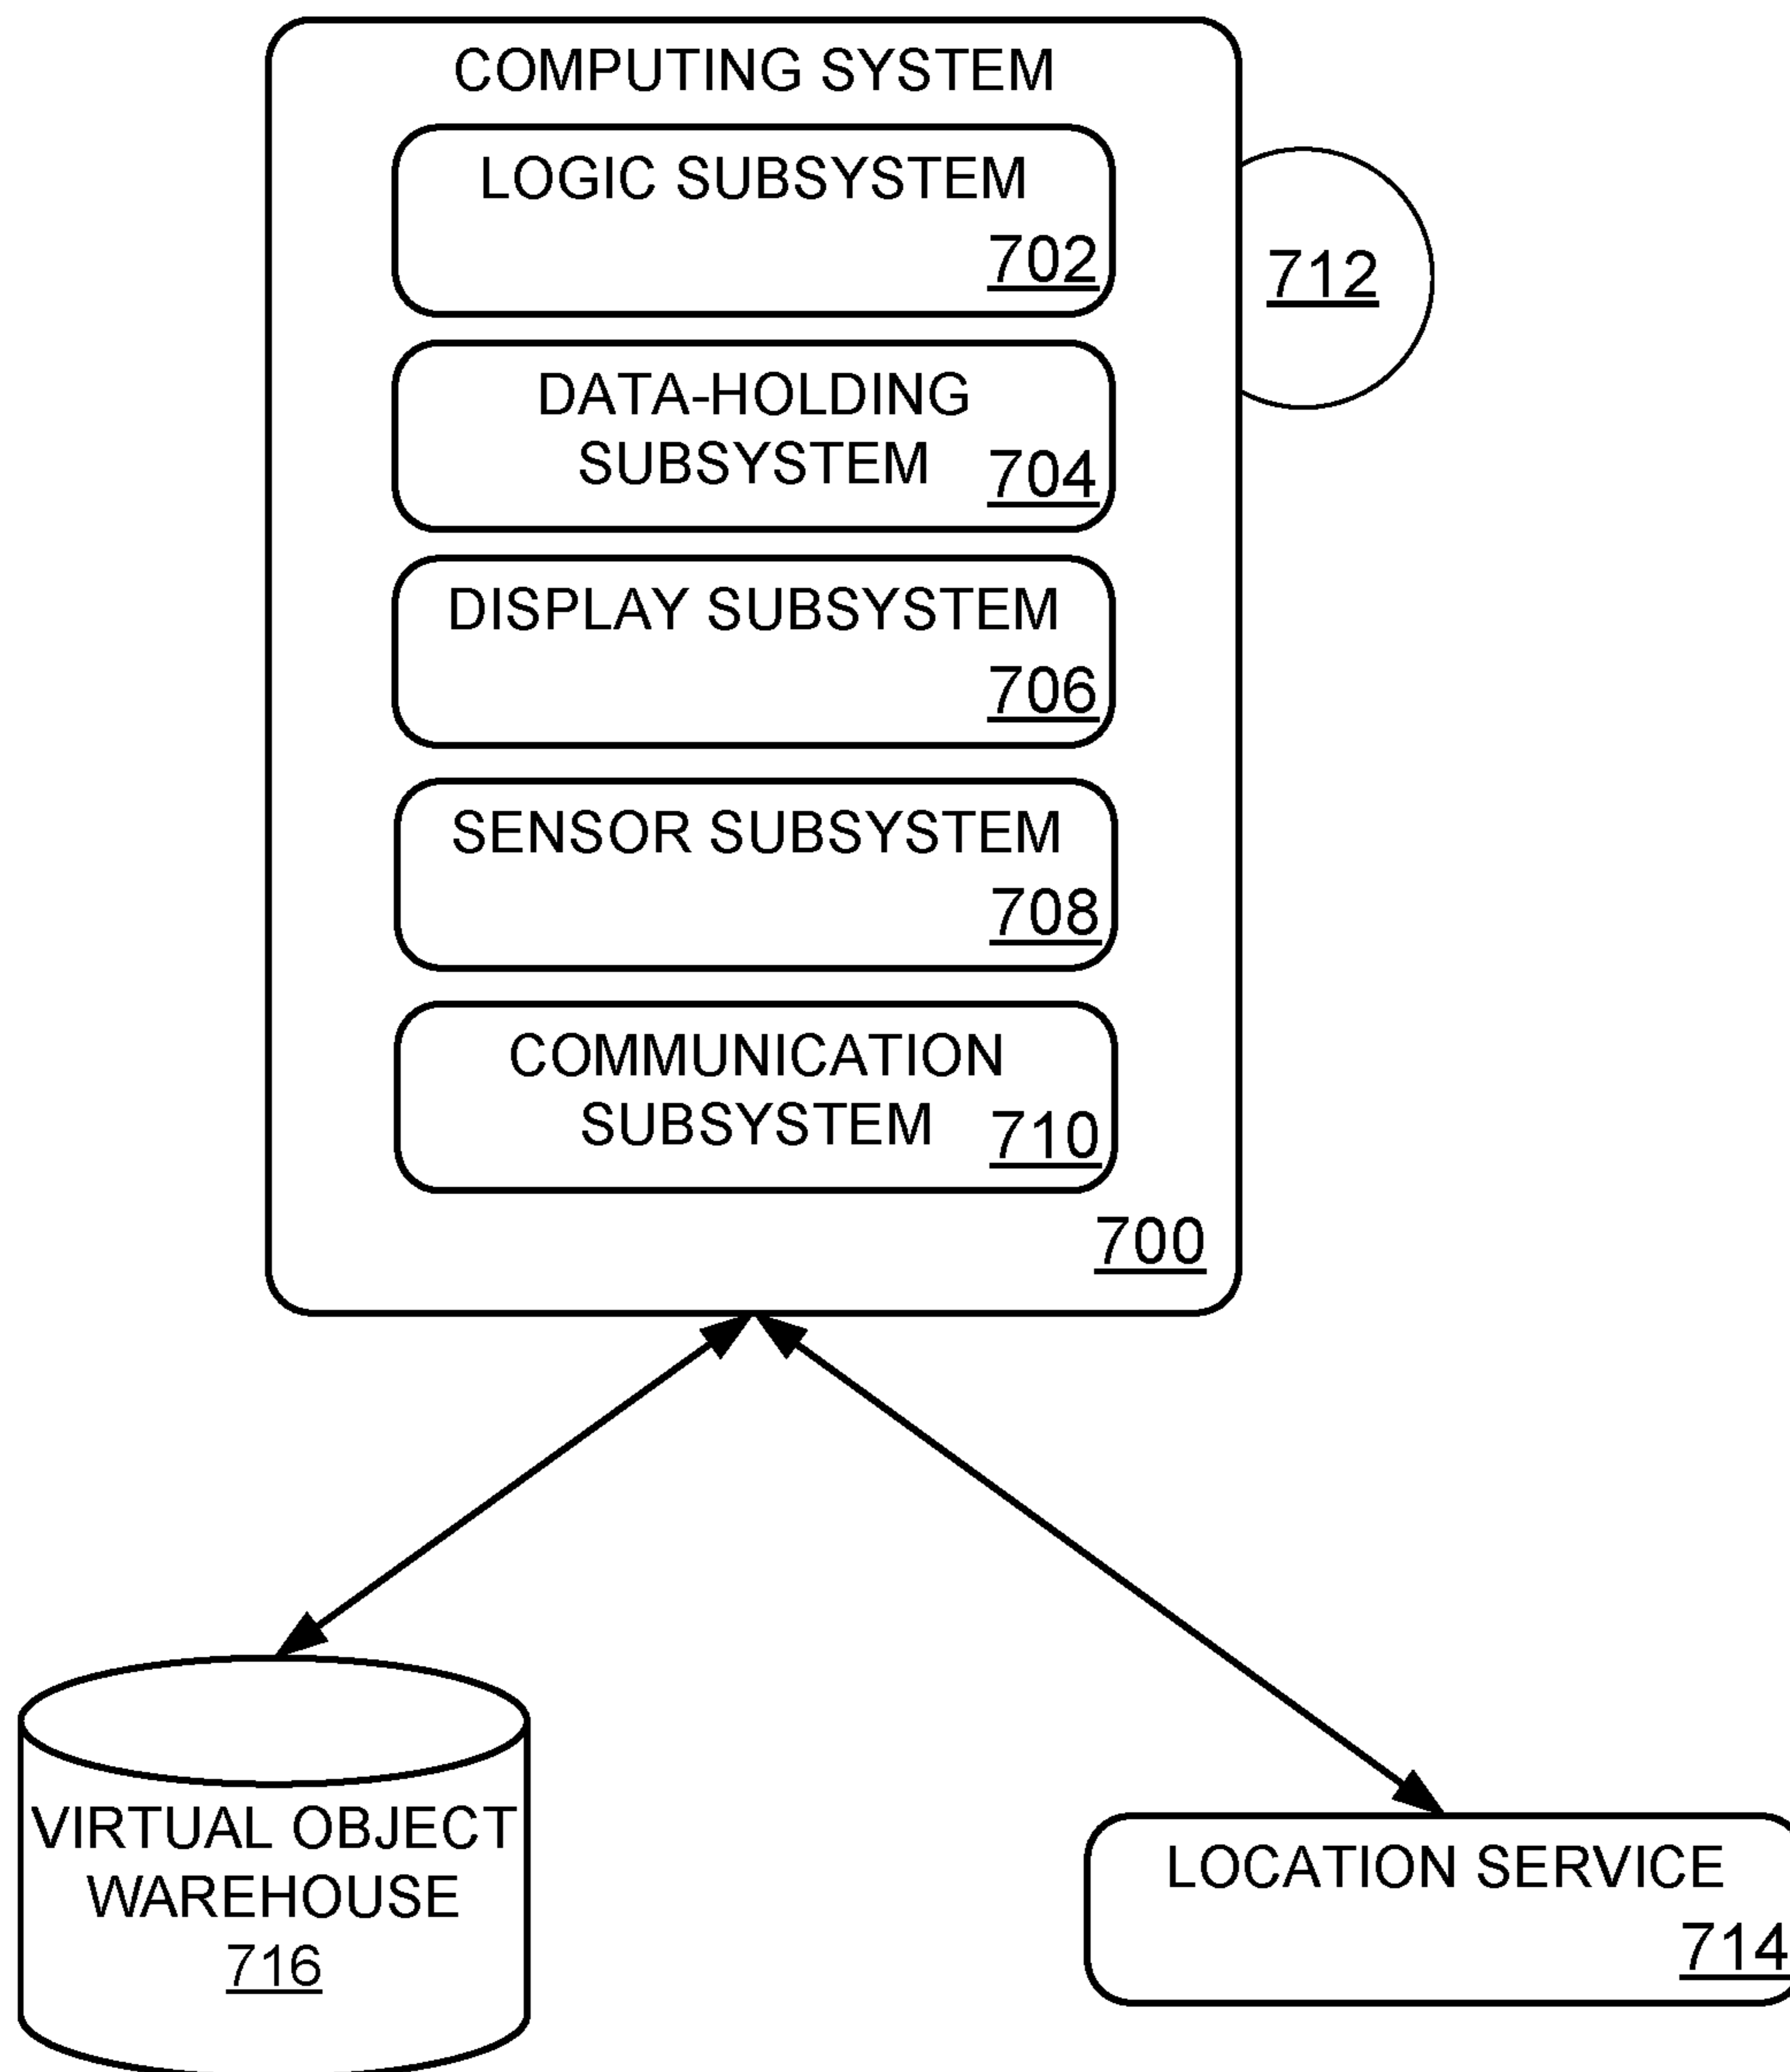 COMPUTING SYSTEM
LOGIC SUBSYSTEM
702
712
DATA-HOLDING
SUBSYSTEM 704
DISPLAY SUBSYSTEM
706
SENSOR SUBSYSTEM
708
COMMUNICATION
SUBSYSTEM 710
700
VIRTUAL OBJECT
WAREHOUSE
716
LOCATION SERVICE
714